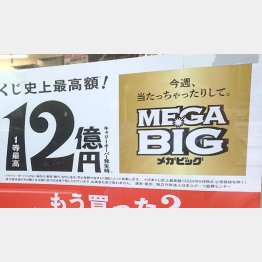 くじ史上最高額!
1等最高
12億円
キャリーオーバー発生時
今週、
当たっちゃったりして。
MEGA
BIG
メガビッグ
もう買った?